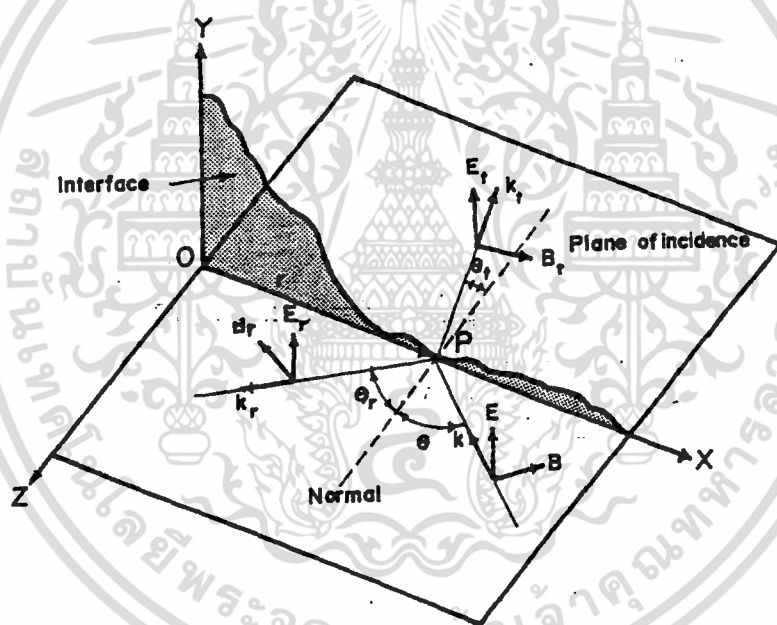 Y
Interface
E_t
k_t
Plane of incidence
B_t
O
θ_t
r
P
E_r
B_r
k_r
θ_r
θ
k
E
B
X
Z
Normal